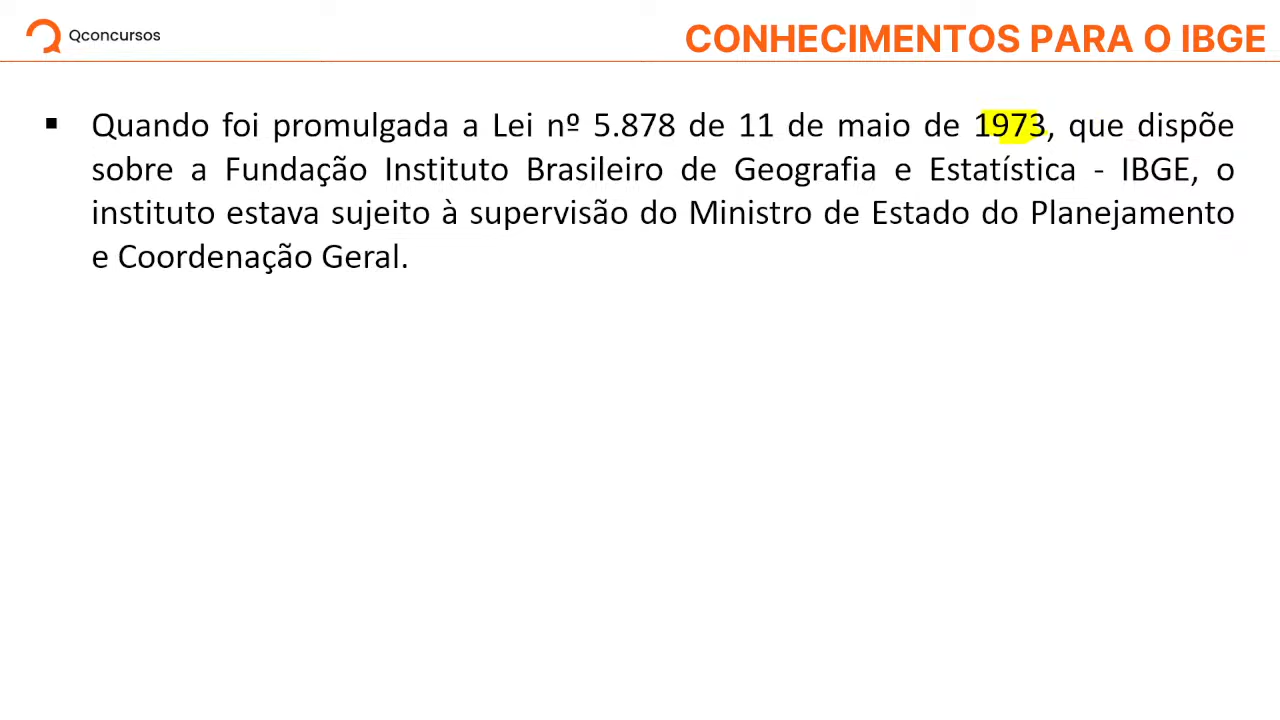 Qconcursos
CONHECIMENTOS PARA O IBGE
▪ Quando foi promulgada a Lei nº 5.878 de 11 de maio de 1973, que dispõe
sobre a Fundação Instituto Brasileiro de Geografia e Estatística - IBGE, o
instituto estava sujeito à supervisão do Ministro de Estado do Planejamento
e Coordenação Geral.